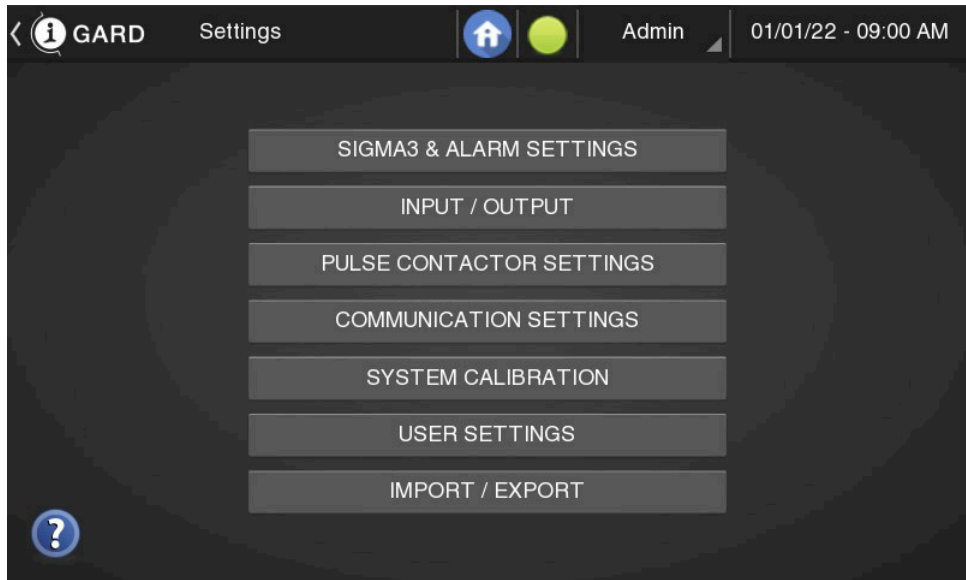 i GARD
Settings
Admin
01/01/22 - 09:00 AM
SIGMA3 & ALARM SETTINGS
INPUT / OUTPUT
PULSE CONTACTOR SETTINGS
COMMUNICATION SETTINGS
SYSTEM CALIBRATION
USER SETTINGS
IMPORT / EXPORT
?